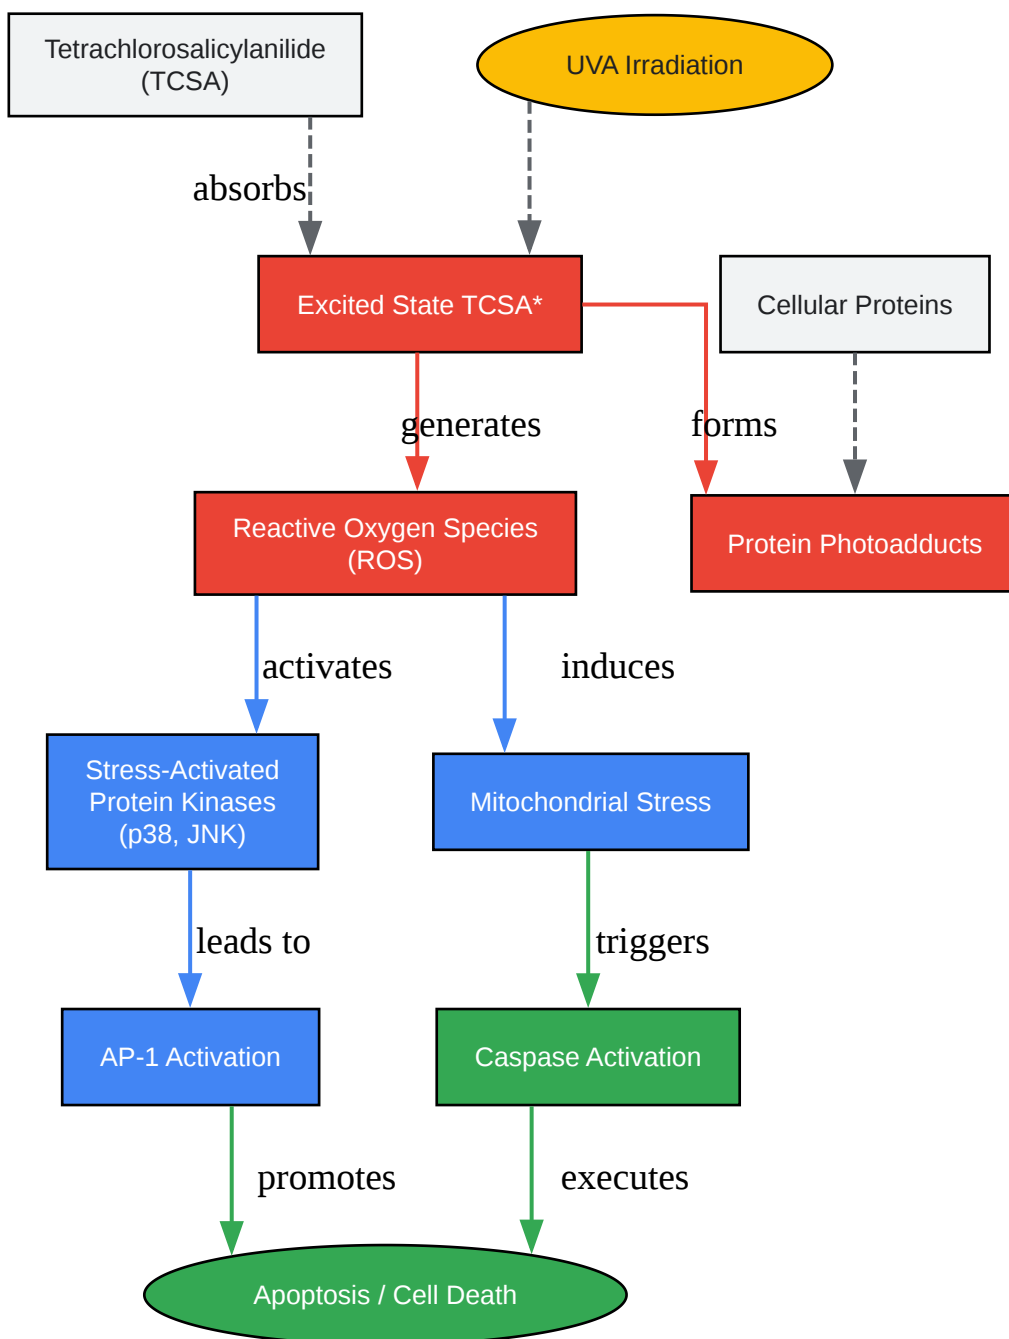 Tetrachlorosalicylanilide
(TCSA)
UVA Irradiation
absorbs
Excited State TCSA*
Cellular Proteins
generates
forms
Reactive Oxygen Species
(ROS)
Protein Photoadducts
activates
induces
Stress-Activated
Protein Kinases
(p38, JNK)
Mitochondrial Stress
leads to
triggers
AP-1 Activation
Caspase Activation
promotes
executes
Apoptosis / Cell Death